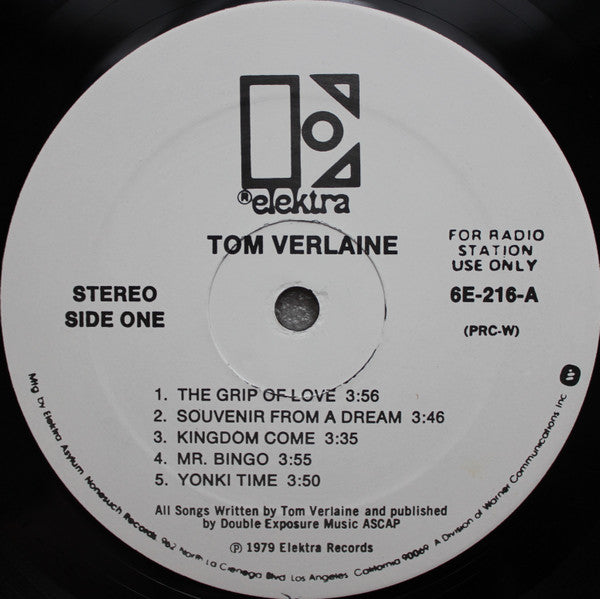 ® elektra
TOM VERLAINE
FOR RADIO
STATION
USE ONLY
STEREO
SIDE ONE
6E-216-A
(PRC-W)
1. THE GRIP OF LOVE 3:56
2. SOUVENIR FROM A DREAM 3:46
3. KINGDOM COME 3:35
4. MR. BINGO 3:55
5. YONKI TIME 3:50
All Songs Written by Tom Verlaine and published
by Double Exposure Music ASCAP
℗ 1979 Elektra Records
Mfg by Elektra Asylum Nonesuch Records 962 North La Cienega Blvd Los Angeles California 90069 A Division of Warner Communications Inc